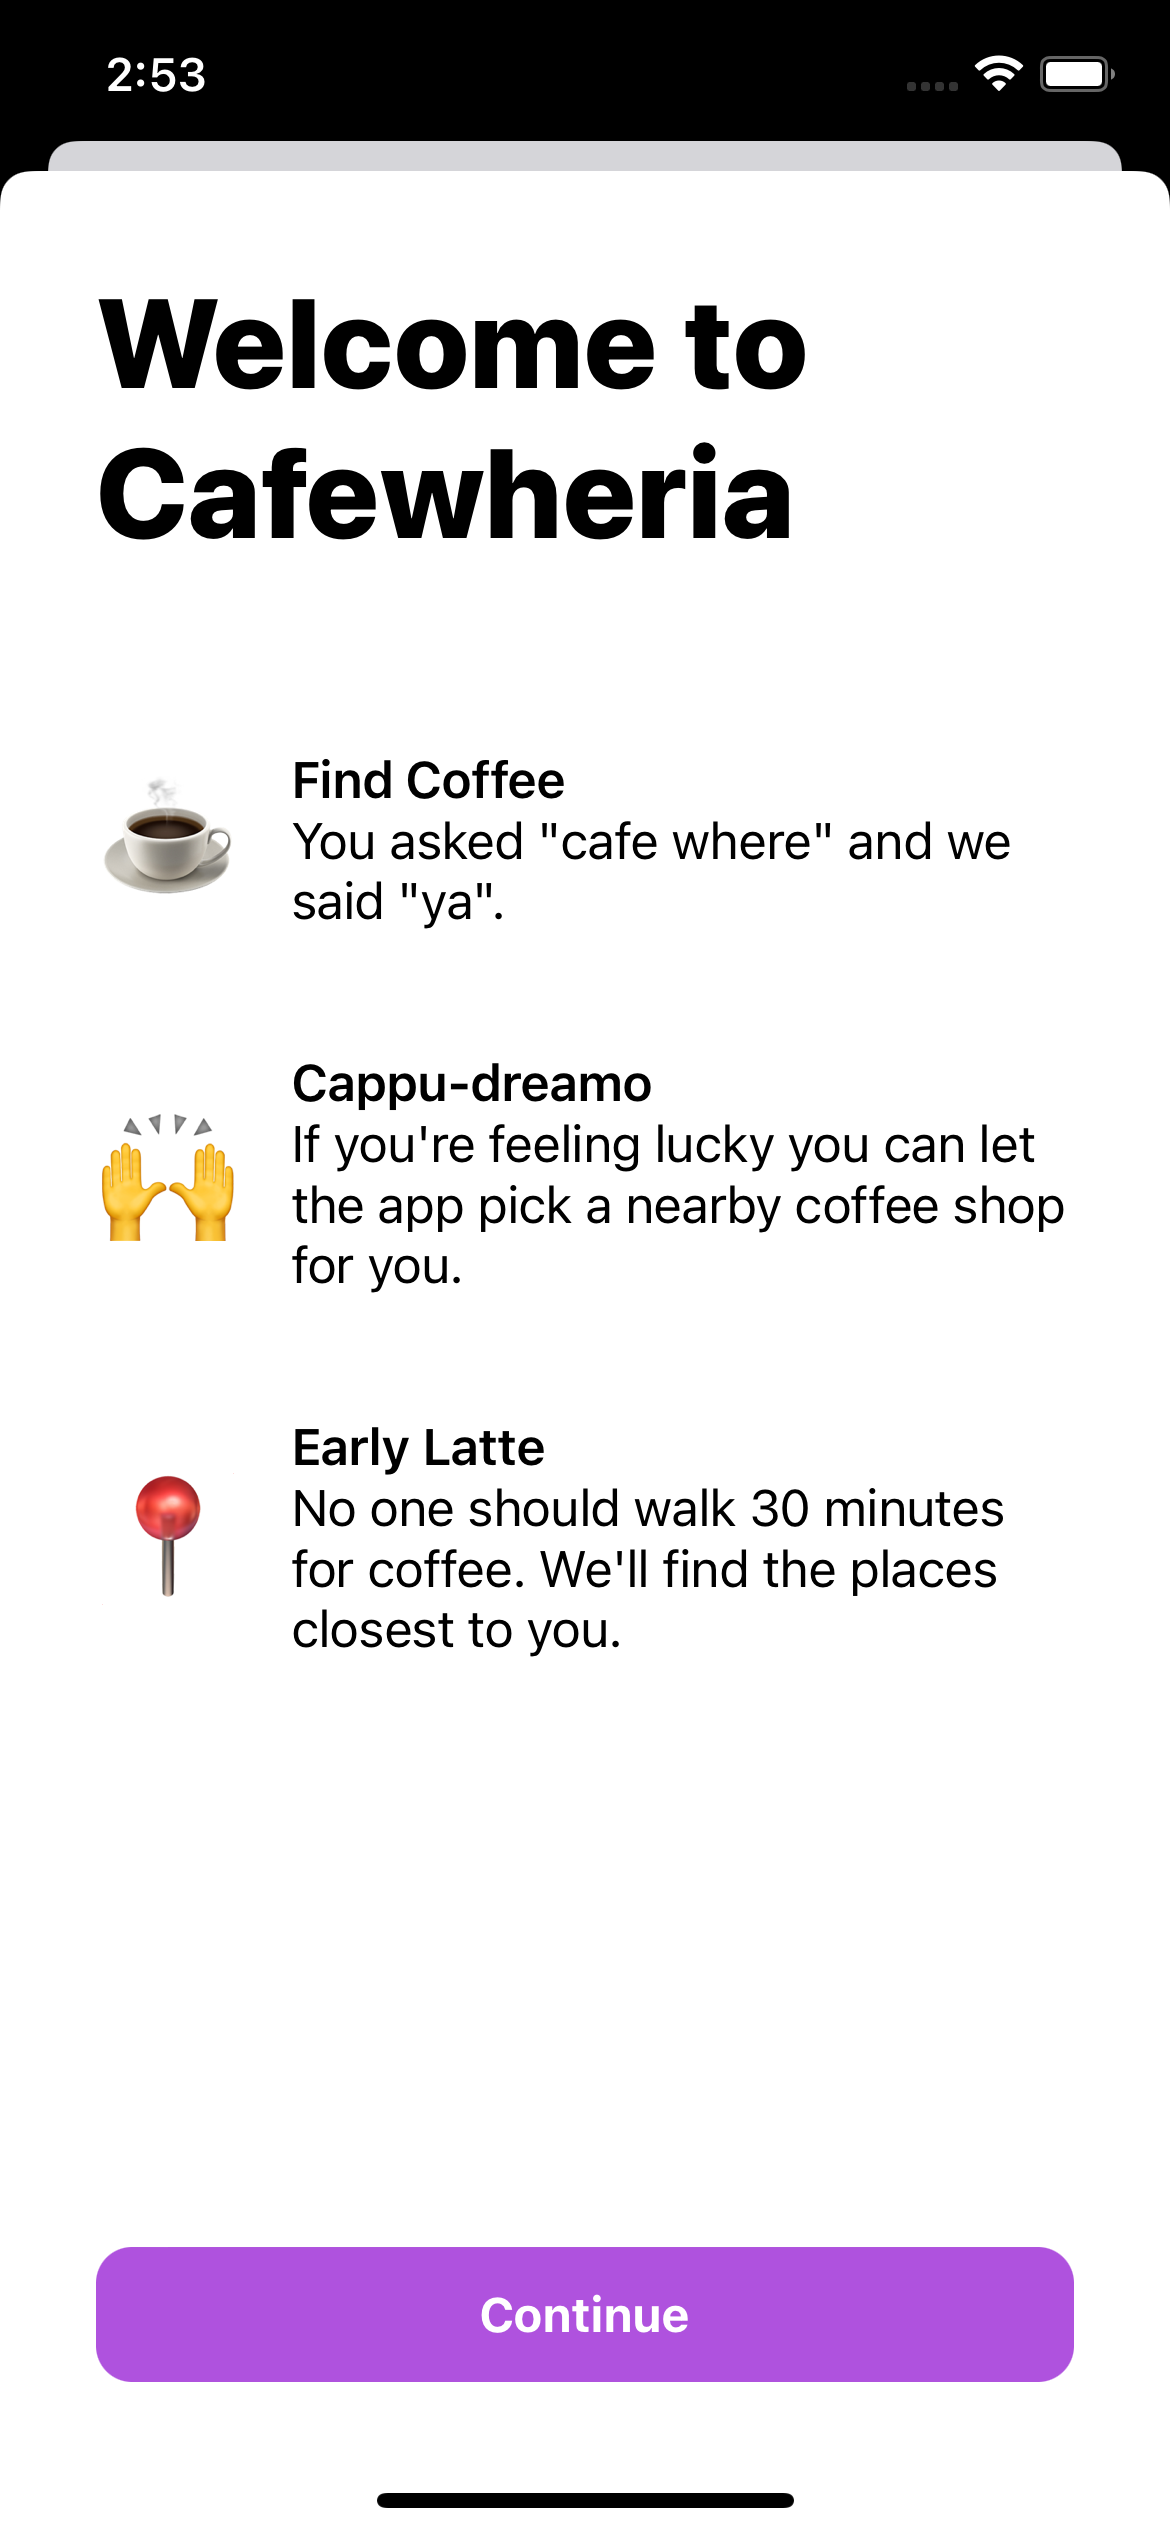 2:53
Welcome to
Cafewheria
Find Coffee
You asked "cafe where" and we
said "ya".
Cappu-dreamo
If you're feeling lucky you can let
the app pick a nearby coffee shop
for you.
Early Latte
No one should walk 30 minutes
for coffee. We'll find the places
closest to you.
Continue